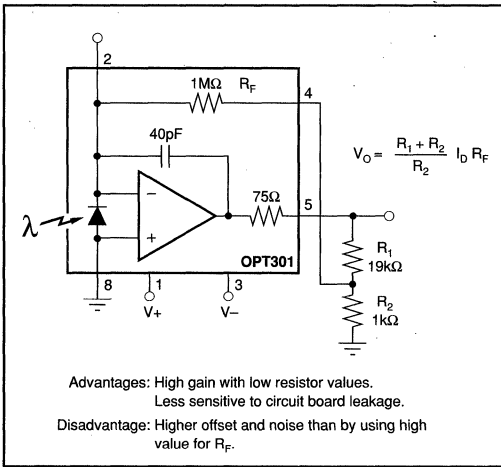 2
1MΩ R_F
4
40pF
V_O = (R_1 + R_2) / R_2 I_D R_F
−
75Ω
5
λ
+
R_1
19kΩ
OPT301
8
1
3
V+
V−
R_2
1kΩ
Advantages: High gain with low resistor values.
Less sensitive to circuit board leakage.
Disadvantage: Higher offset and noise than by using high
value for R_F.